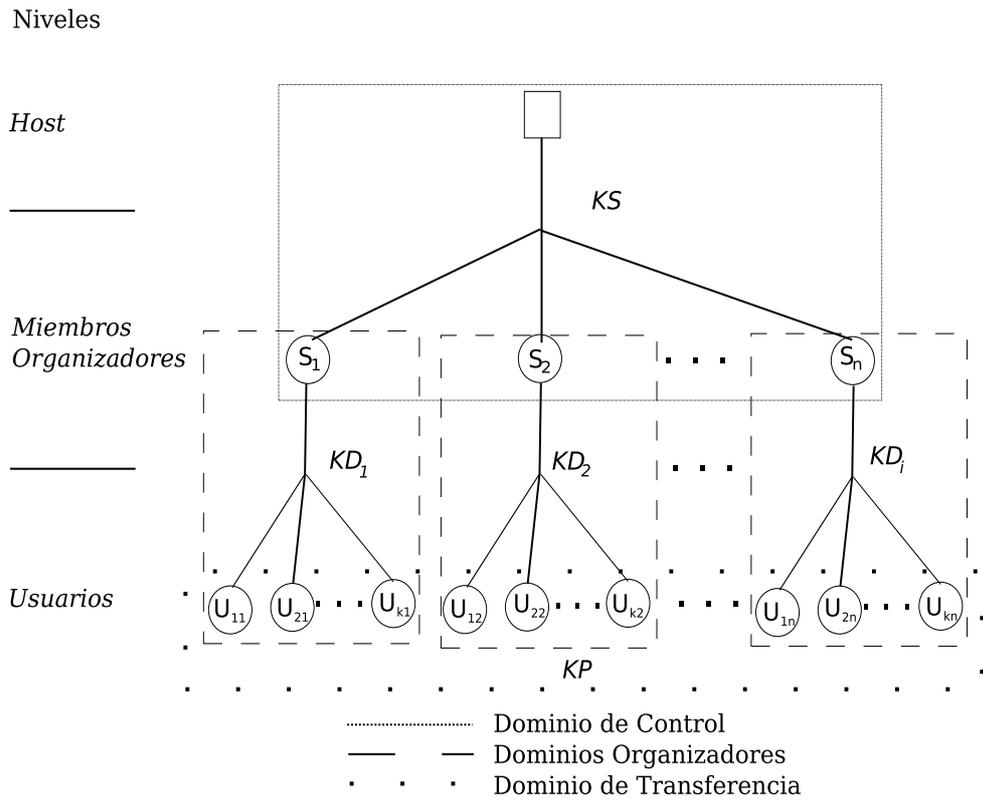 Niveles
Host
KS
Miembros
Organizadores
S1 S2 . . . Sn
KD1 KD2 . . . KDi
Usuarios
U11 U21 . . . Uk1 U12 U22 . . . Uk2 . . . U1n U2n . . . Ukn
KP
Dominio de Control
Dominios Organizadores
Dominio de Transferencia